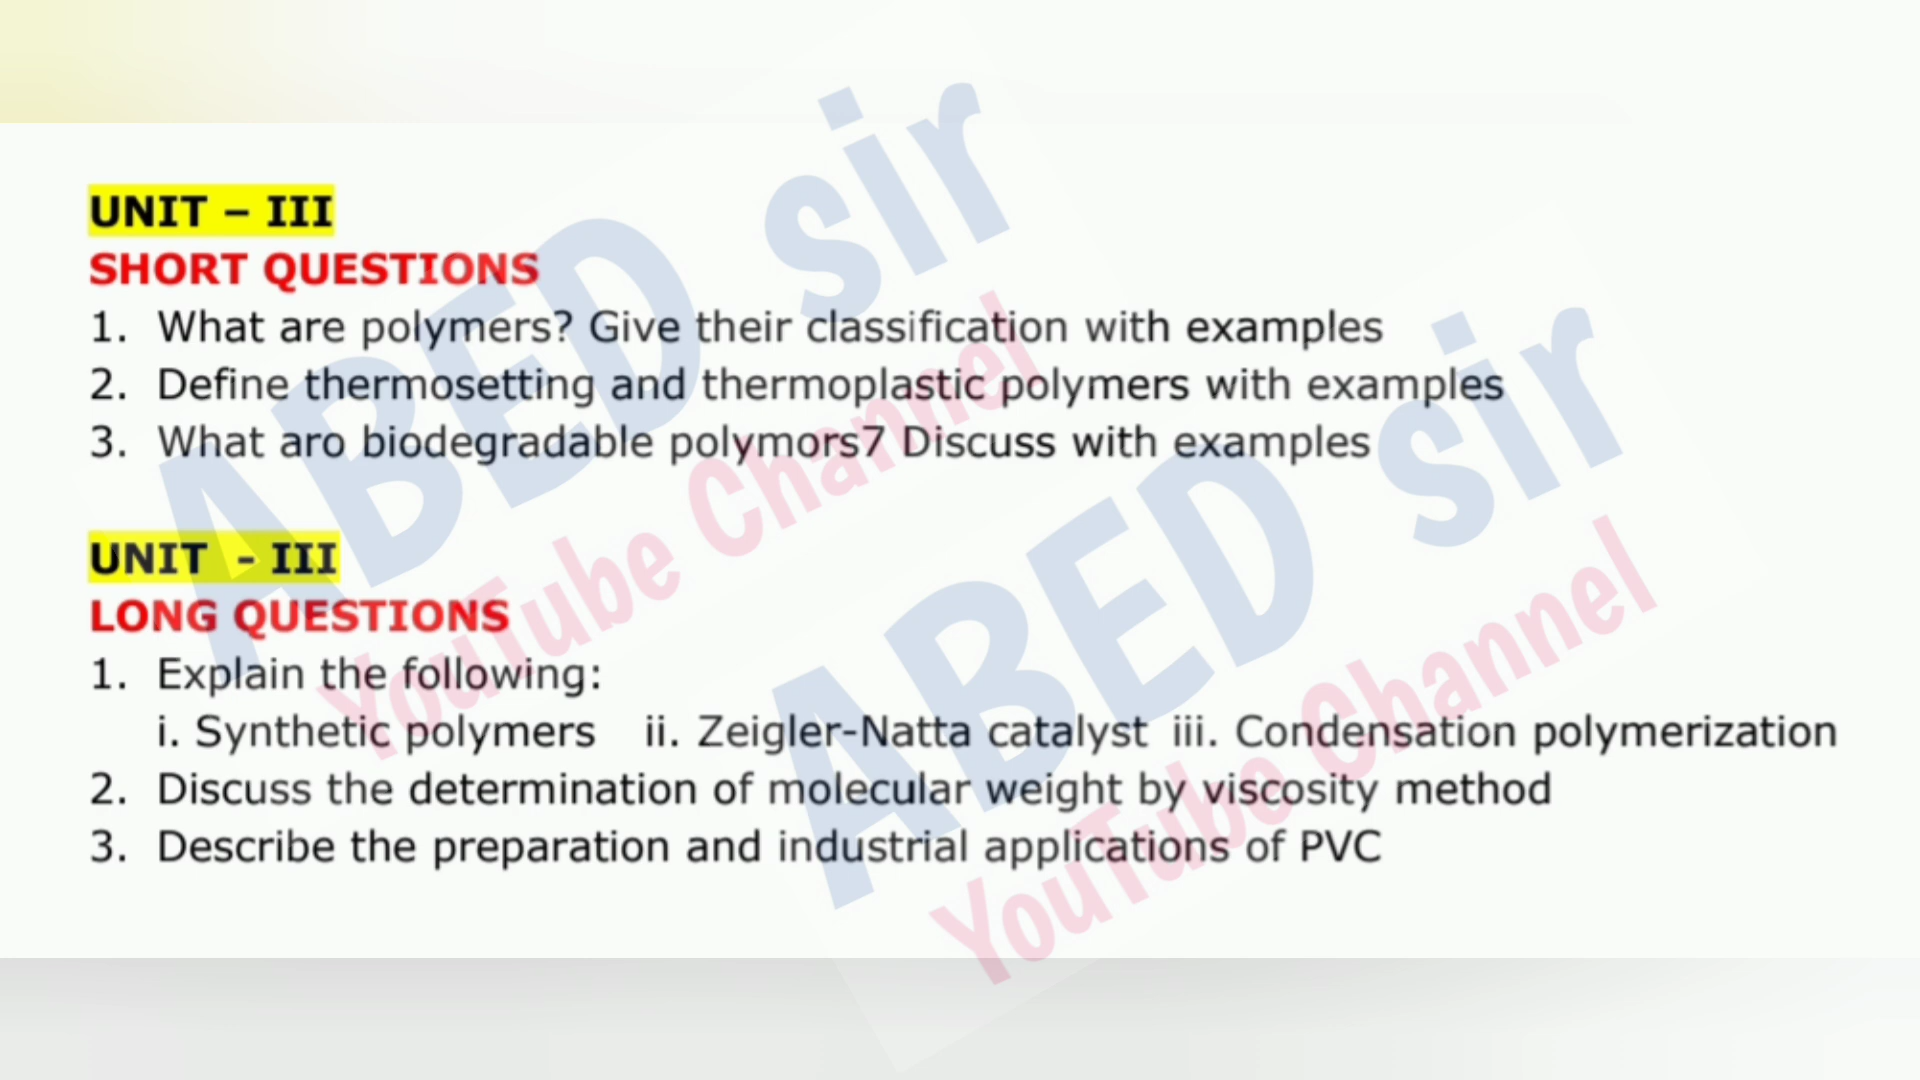 UNIT – III
SHORT QUESTIONS
1. What are polymers? Give their classification with examples
2. Define thermosetting and thermoplastic polymers with examples
3. What aro biodegradable polymors7 Discuss with examples
UNIT - III
LONG QUESTIONS
1. Explain the following:
i. Synthetic polymers ii. Zeigler-Natta catalyst iii. Condensation polymerization
2. Discuss the determination of molecular weight by viscosity method
3. Describe the preparation and industrial applications of PVC
ABED sir
YouTube Channel
ABED sir
YouTube Channel